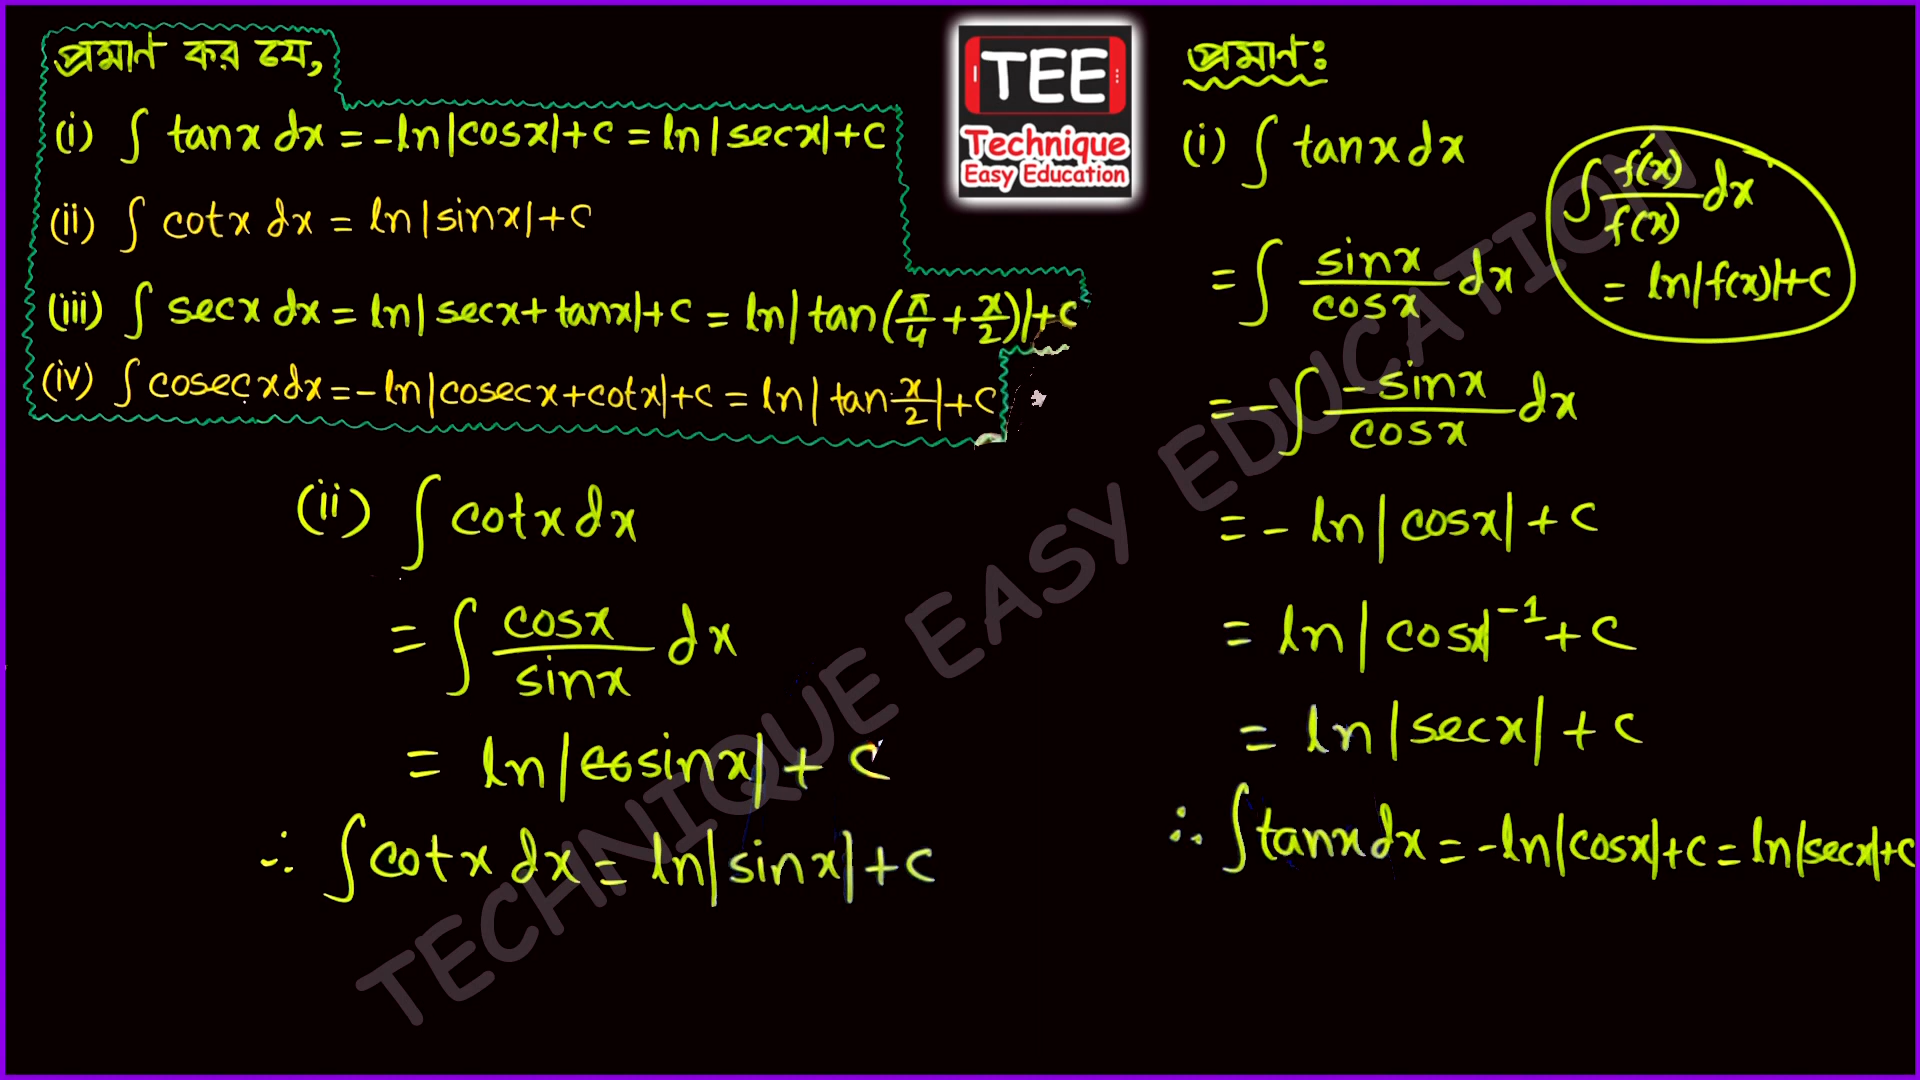 প্রমাণ কর যে,
(i) ∫ tanx dx = -ln|cosx|+c = ln|secx|+c
(ii) ∫ cotx dx = ln|sinx|+c
(iii) ∫ secx dx = ln|secx+tanx|+c = ln|tan(π/4 + x/2)|+c
(iv) ∫ cosecx dx = -ln|cosecx+cotx|+c = ln|tan x/2|+c
TEE
Technique
Easy Education
প্রমাণঃ
(i) ∫ tanx dx
= ∫ sinx/cosx dx
= -∫ -sinx/cosx dx
= - ln|cosx| + c
= ln|cosx|⁻¹ + c
= ln|secx| + c
∴ ∫tanx dx = -ln|cosx|+c = ln|secx|+c
∫ f′(x)/f(x) dx
= ln|f(x)|+c
(ii) ∫ cotx dx
= ∫ cosx/sinx dx
= ln|cosinx| + c
∴ ∫ cotx dx = ln|sinx|+c
TECHNIQUE EASY EDUCATION